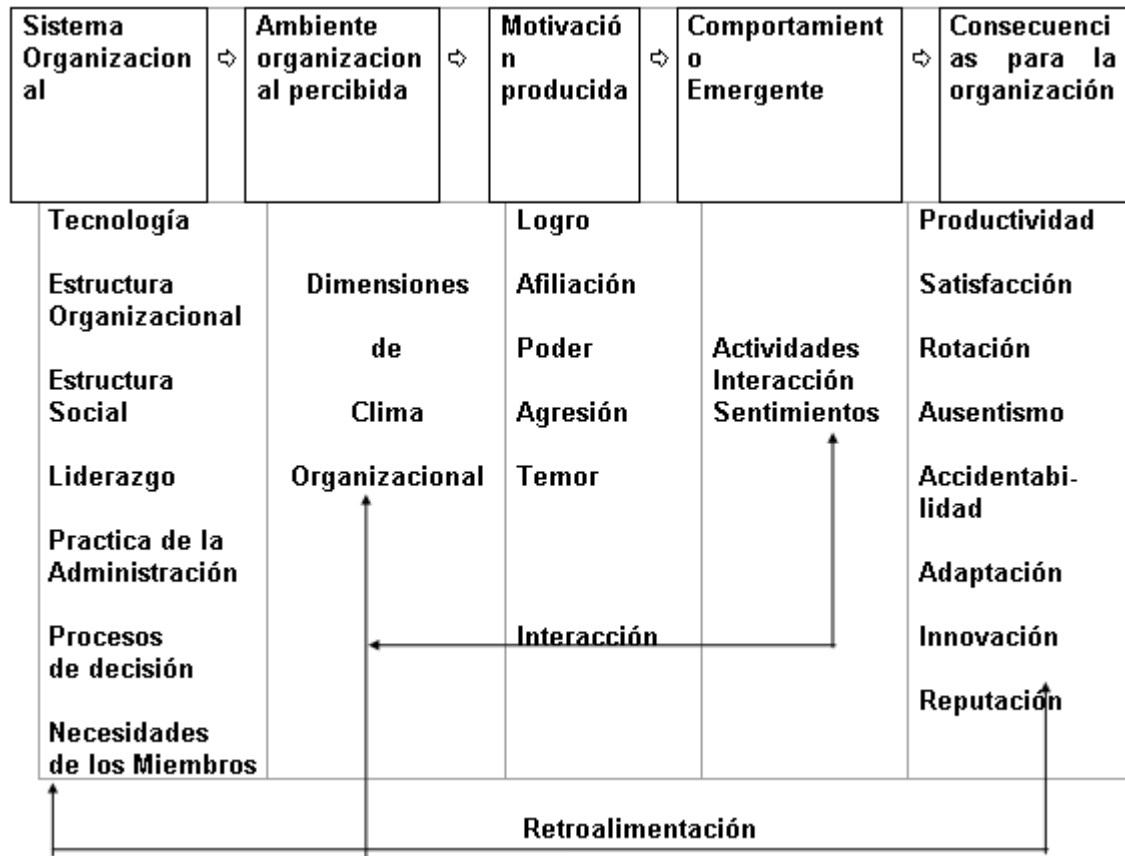 Sistema
Organizacion
al
⇨
Ambiente
organizacion
al percibida
⇨
Motivació
n
producida
⇨
Comportamient
o
Emergente
⇨
Consecuenci
as para la
organización
Tecnología
Estructura
Organizacional
Estructura
Social
Liderazgo
Practica de la
Administración
Procesos
de decisión
Necesidades
de los Miembros
Dimensiones
de
Clima
Organizacional
Logro
Afiliación
Poder
Agresión
Temor
Interacción
Actividades
Interacción
Sentimientos
Productividad
Satisfacción
Rotación
Ausentismo
Accidentabi-
lidad
Adaptación
Innovación
Reputación
Retroalimentación